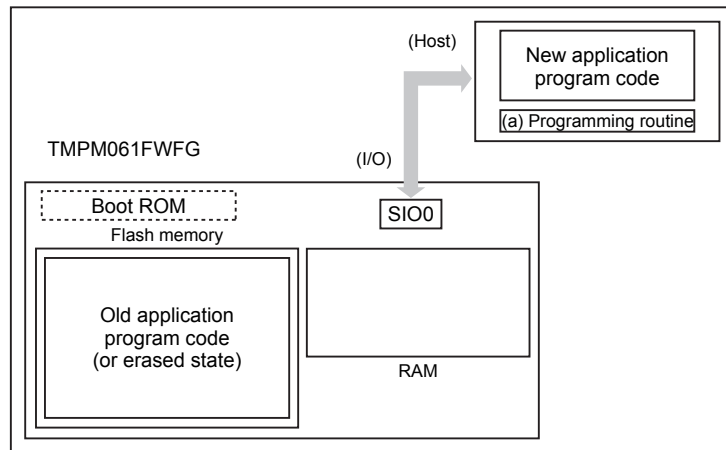 (Host)
New application
program code
(a) Programming routine
TMPM061FWFG
(I/O)
Boot ROM
SIO0
Flash memory
Old application
program code
(or erased state)
RAM